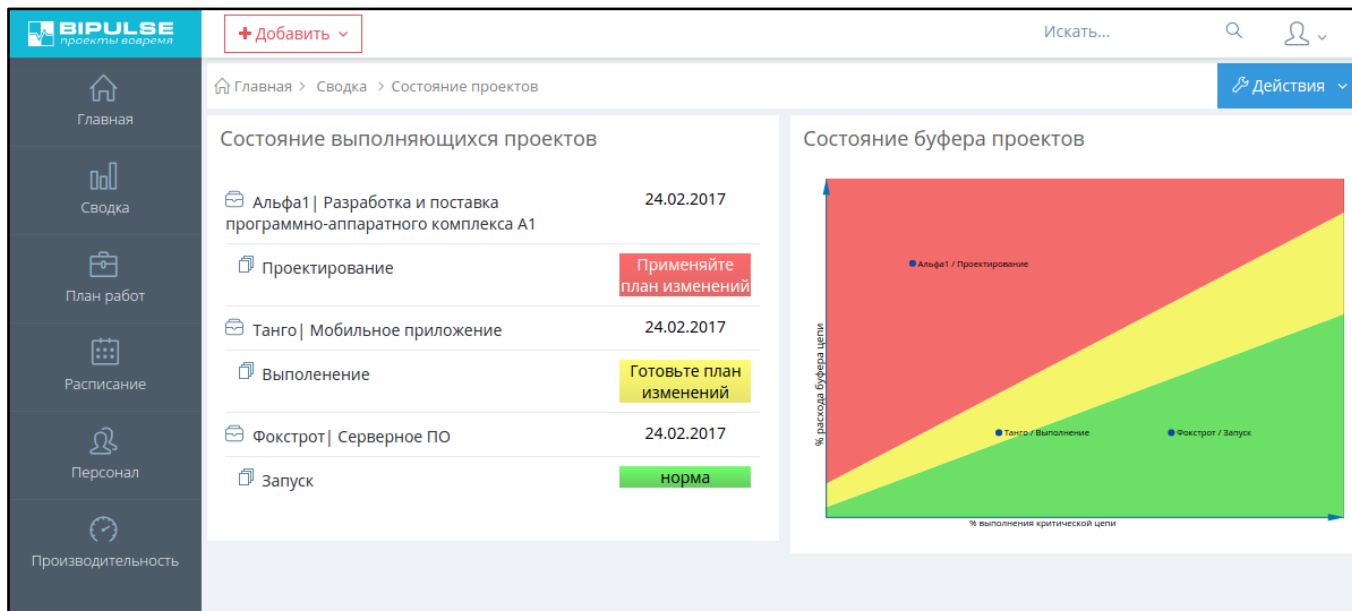 BIPULSE
проекты вовремя
+ Добавить
Искать...
Главная
Сводка
План работ
Расписание
Персонал
Производительность
Главная > Сводка > Состояние проектов
Действия
Состояние выполняющихся проектов
Альфа1| Разработка и поставка
программно-аппаратного комплекса А1
24.02.2017
Проектирование
Применяйте
план изменений
Танго| Мобильное приложение
24.02.2017
Выполенение
Готовьте план
изменений
Фокстрот| Серверное ПО
24.02.2017
Запуск
норма
Состояние буфера проектов
% расхода буфера цепи
Альфа1 / Проектирование
Танго / Выполнение
Фокстрот / Запуск
% выполнения критической цепи